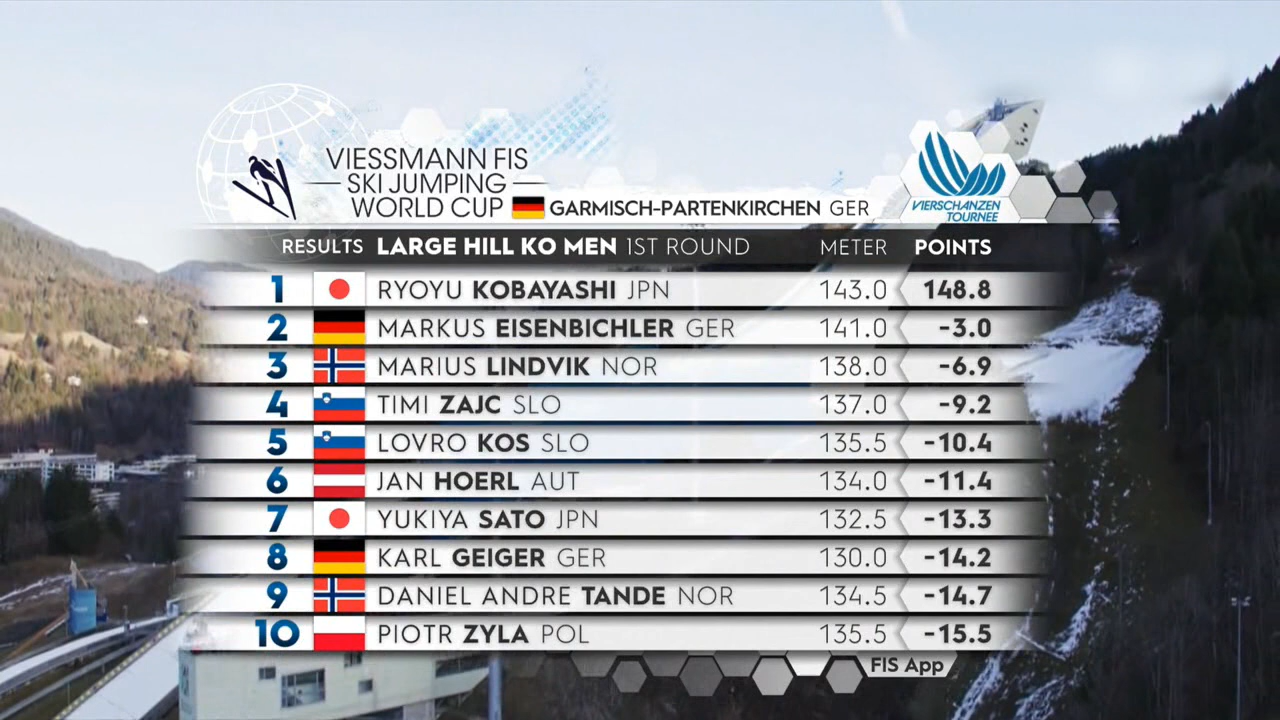 VIESSMANN FIS
SKI JUMPING
WORLD CUP
GARMISCH-PARTENKIRCHEN GER
VIERSCHANZEN
TOURNEE
RESULTS LARGE HILL KO MEN 1ST ROUND METER POINTS
1 RYOYU KOBAYASHI JPN 143.0 148.8
2 MARKUS EISENBICHLER GER 141.0 -3.0
3 MARIUS LINDVIK NOR 138.0 -6.9
4 TIMI ZAJC SLO 137.0 -9.2
5 LOVRO KOS SLO 135.5 -10.4
6 JAN HOERL AUT 134.0 -11.4
7 YUKIYA SATO JPN 132.5 -13.3
8 KARL GEIGER GER 130.0 -14.2
9 DANIEL ANDRE TANDE NOR 134.5 -14.7
10 PIOTR ZYLA POL 135.5 -15.5
FIS App